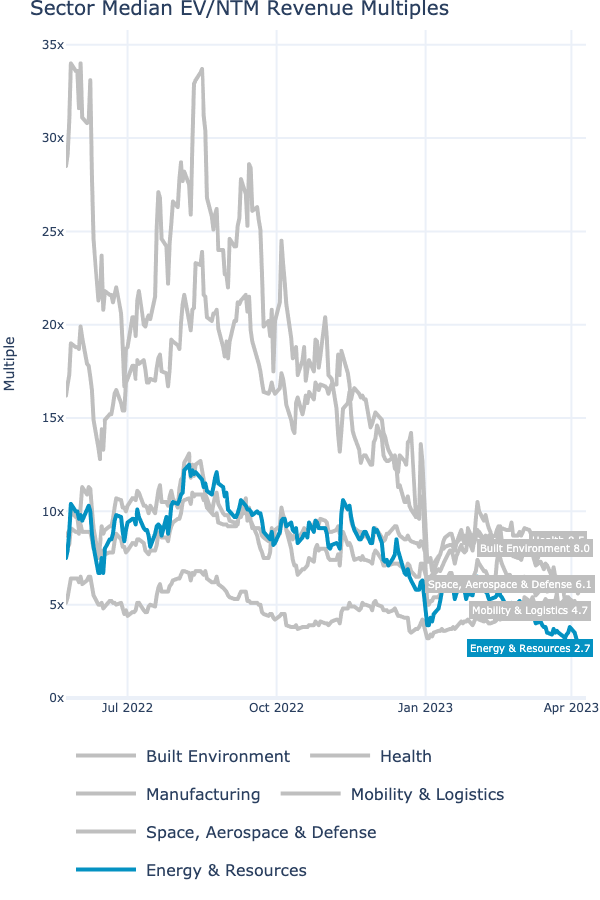 Sector Median EV/NTM Revenue Multiples
35x
30x
25x
20x
15x
10x
5x
0x
Multiple
Built Environment 8.0
Space, Aerospace & Defense 6.1
Mobility & Logistics 4.7
Energy & Resources 2.7
Jul 2022
Oct 2022
Jan 2023
Apr 2023
Built Environment
Health
Manufacturing
Mobility & Logistics
Space, Aerospace & Defense
Energy & Resources